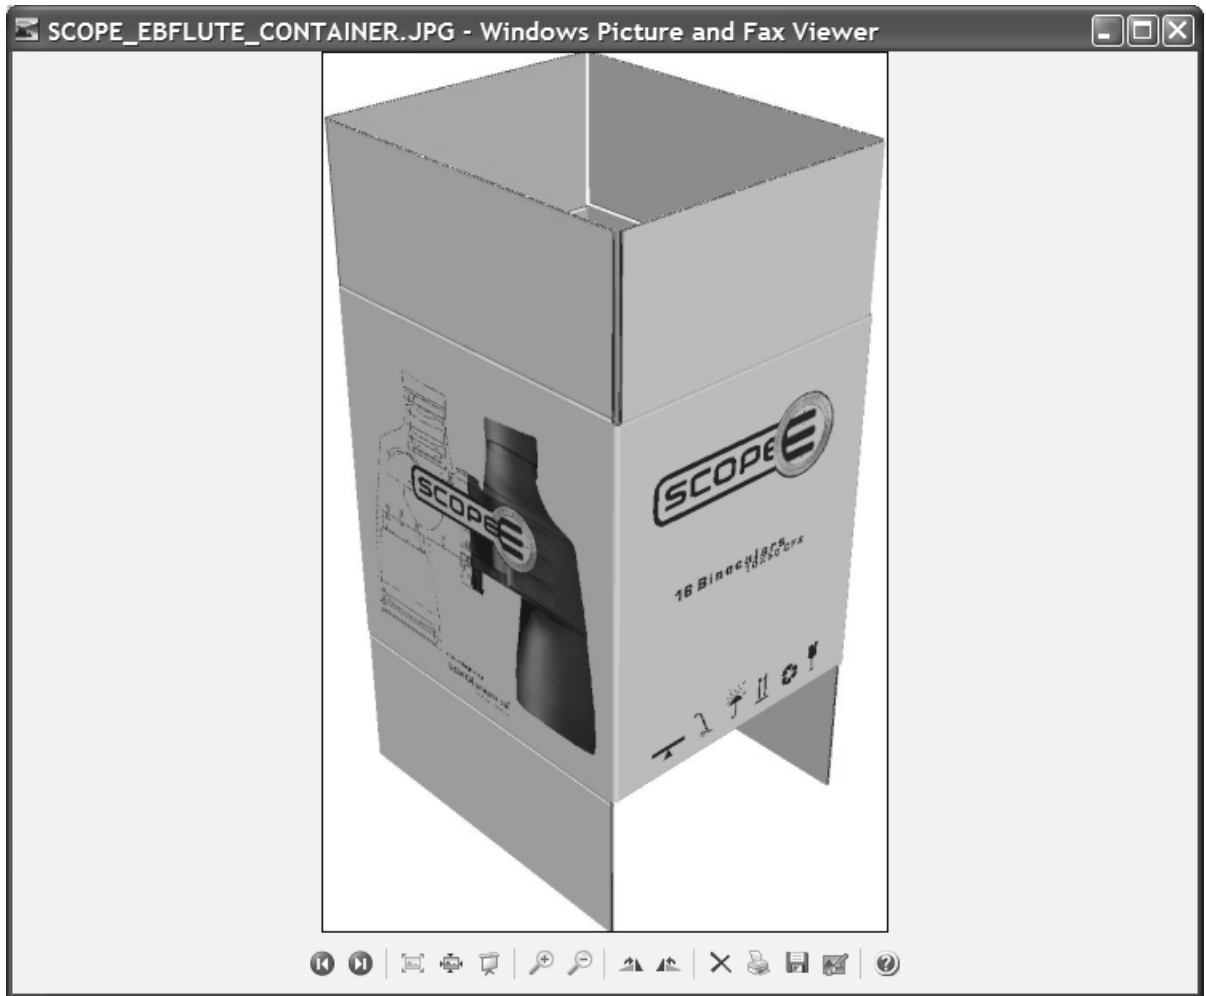 SCOPE_EBFLUTE_CONTAINER.JPG - Windows Picture and Fax Viewer
SCOPE
SCOPE
16 Binoculars